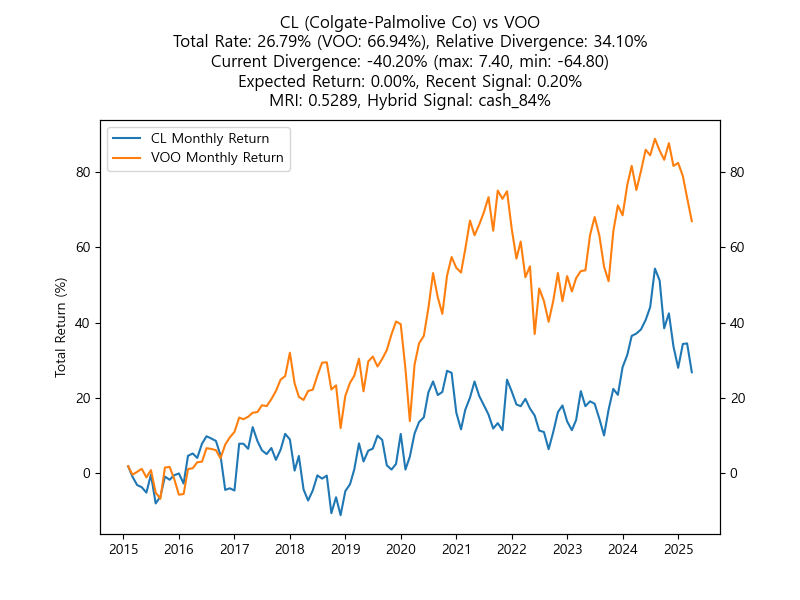 CL (Colgate-Palmolive Co) vs VOO
Total Rate: 26.79% (VOO: 66.94%), Relative Divergence: 34.10%
Current Divergence: -40.20% (max: 7.40, min: -64.80)
Expected Return: 0.00%, Recent Signal: 0.20%
MRI: 0.5289, Hybrid Signal: cash_84%
CL Monthly Return
VOO Monthly Return
Total Return (%)
80
60
40
20
0
80
60
40
20
0
2015 2016 2017 2018 2019 2020 2021 2022 2023 2024 2025